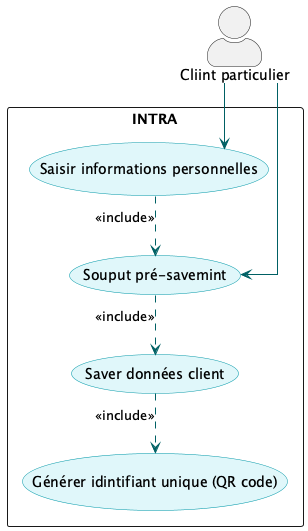 Cliint particulier
INTRA
Saisir informations personnelles
«include»
Souput pré-savemint
«include»
Saver données client
«include»
Générer idintifiant unique (QR code)